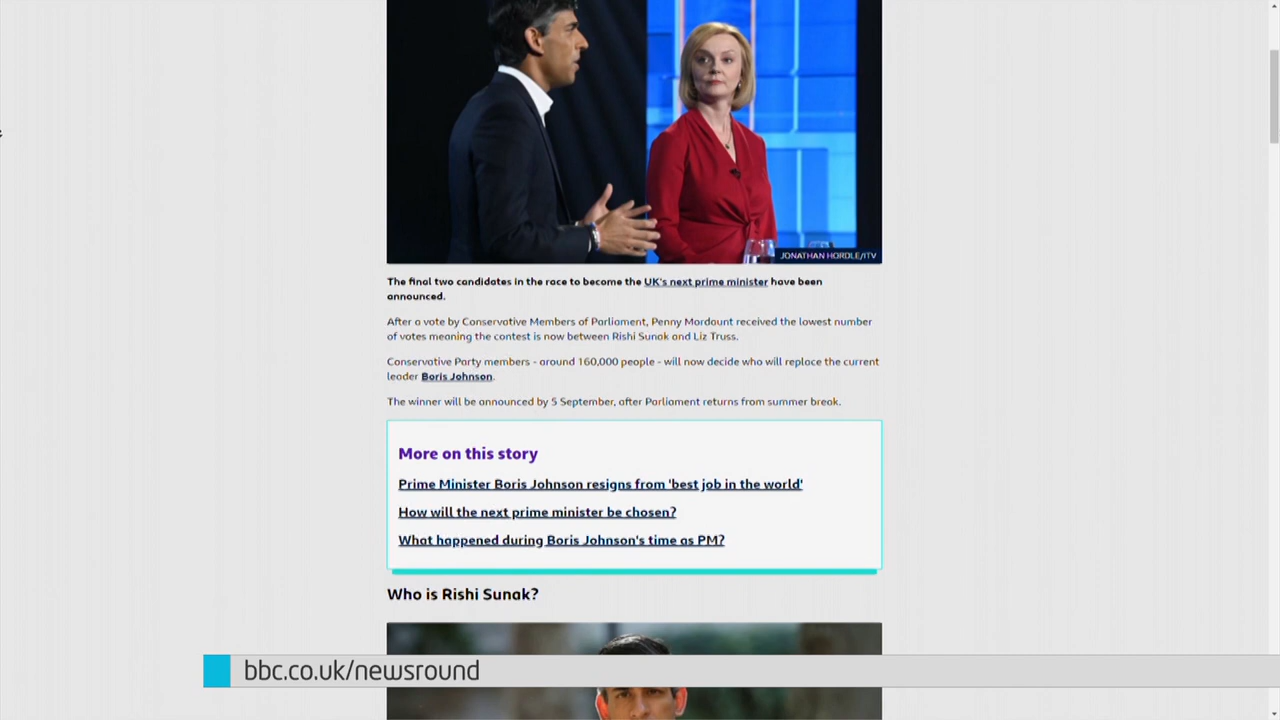 JONATHAN HORDLE/ITV
The final two candidates in the race to become the UK's next prime minister have been
announced.
After a vote by Conservative Members of Parliament, Penny Mordaunt received the lowest number
of votes meaning the contest is now between Rishi Sunak and Liz Truss.
Conservative Party members - around 160,000 people - will now decide who will replace the current
leader Boris Johnson.
The winner will be announced by 5 September, after Parliament returns from summer break.
More on this story
Prime Minister Boris Johnson resigns from 'best job in the world'
How will the next prime minister be chosen?
What happened during Boris Johnson's time as PM?
Who is Rishi Sunak?
bbc.co.uk/newsround